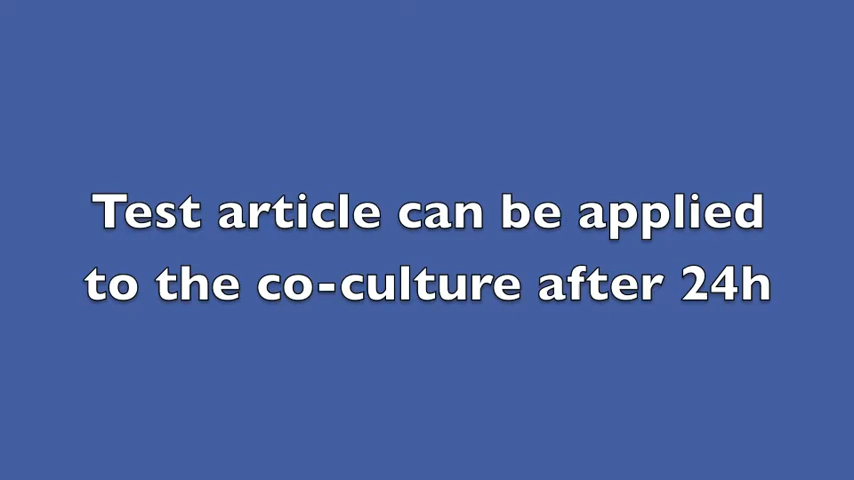 Test article can be applied
to the co-culture after 24h